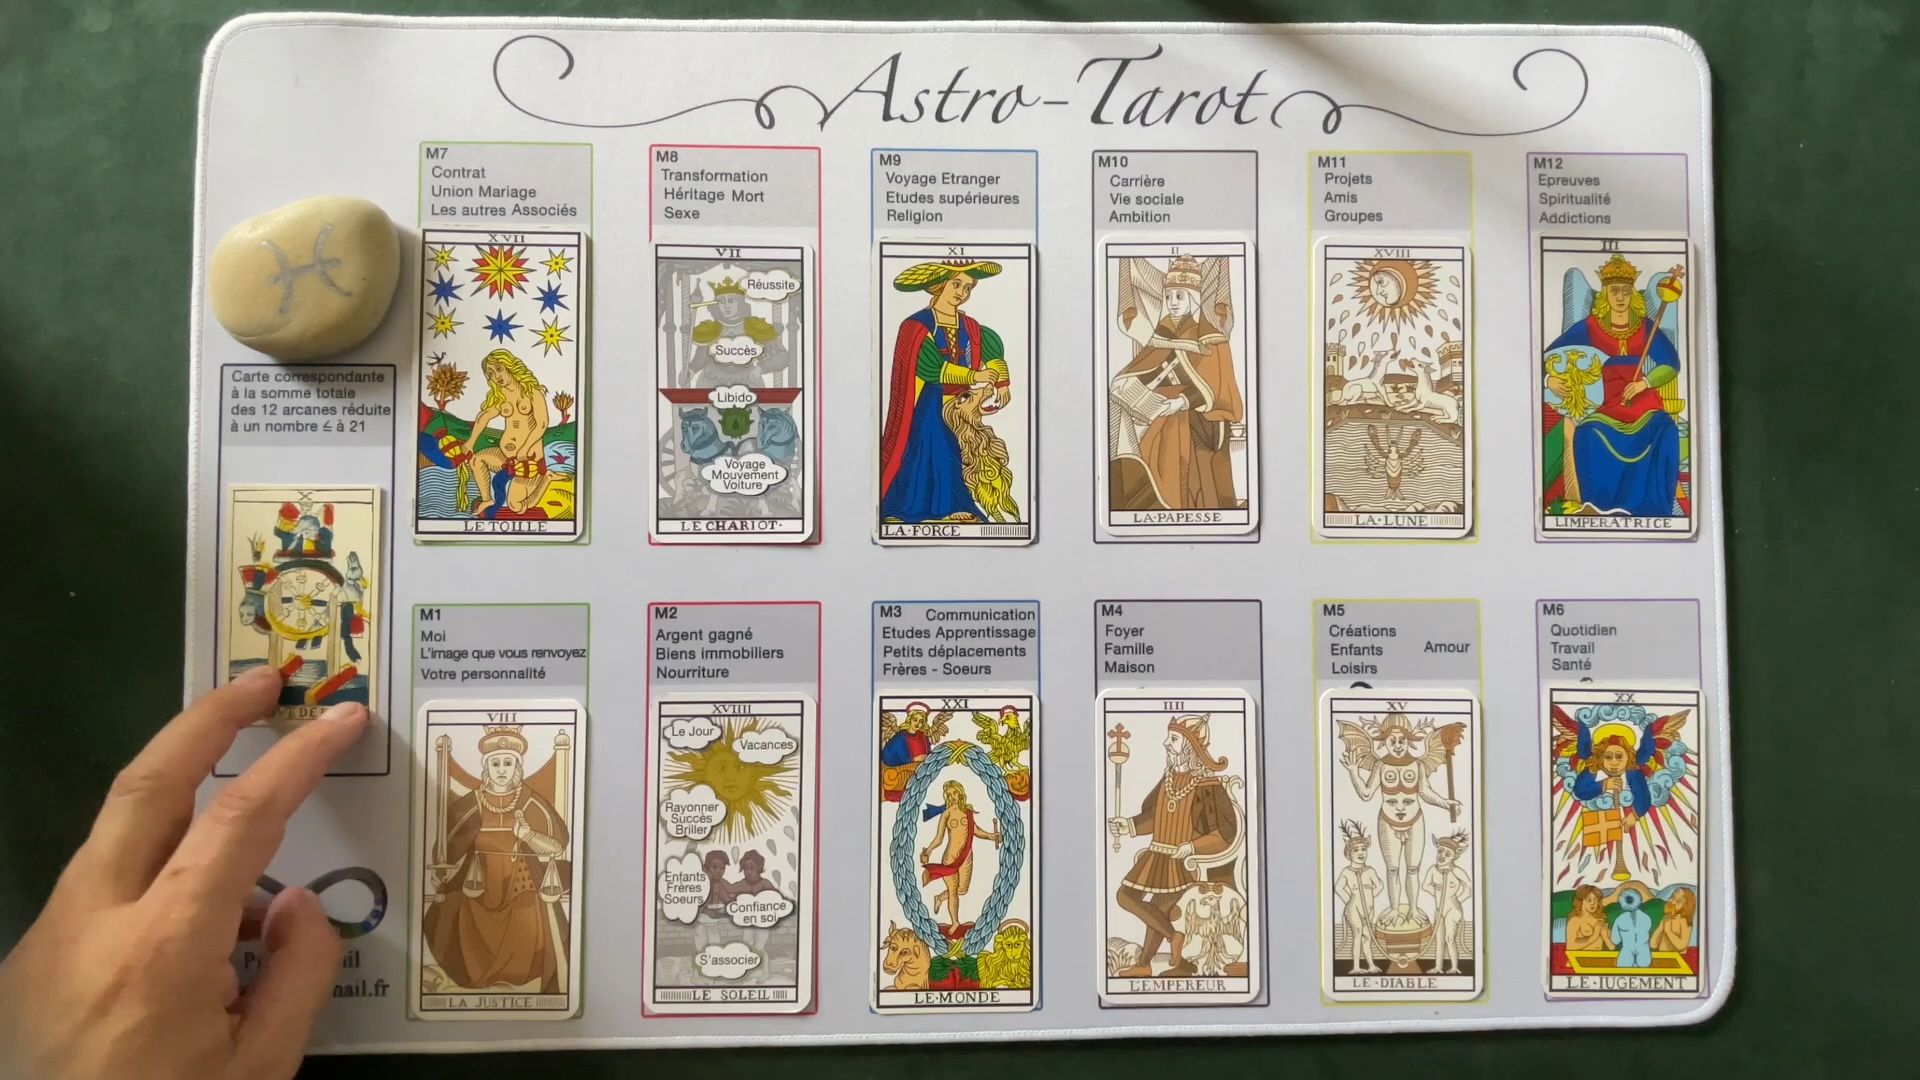 Astro-Tarot
M7
Contrat
Union Mariage
Les autres Associés
XVII
LE TOILLE
M8
Transformation
Héritage Mort
Sexe
VII
Réussite
Succès
Libido
Voyage
Mouvement
Voiture
LE CHARIOT·
M9
Voyage Etranger
Etudes supérieures
Religion
XI
LA·FORCE
M10
Carrière
Vie sociale
Ambition
II
LA·PAPESSE
M11
Projets
Amis
Groupes
XVIII
LA·LUNE
M12
Epreuves
Spiritualité
Addictions
III
LIMPERATRICE
Carte correspondante
à la somme totale
des 12 arcanes réduite
à un nombre ≤ à 21
X
M1
Moi
L'image que vous renvoyez
Votre personnalité
VIII
LA JUSTICE
M2
Argent gagné
Biens immobiliers
Nourriture
XVIIII
Le Jour
Vacances
Rayonner
Succès
Briller
Enfants
Frères
Soeurs
Confiance
en soi
S'associer
LE SOLEIL
M3 Communication
Etudes Apprentissage
Petits déplacements
Frères - Soeurs
XXI
LE·MONDE
M4
Foyer
Famille
Maison
IIII
L'EMPEREUR
M5
Créations
Enfants Amour
Loisirs
XV
LE·DIABLE
M6
Quotidien
Travail
Santé
XX
LE·JUGEMENT